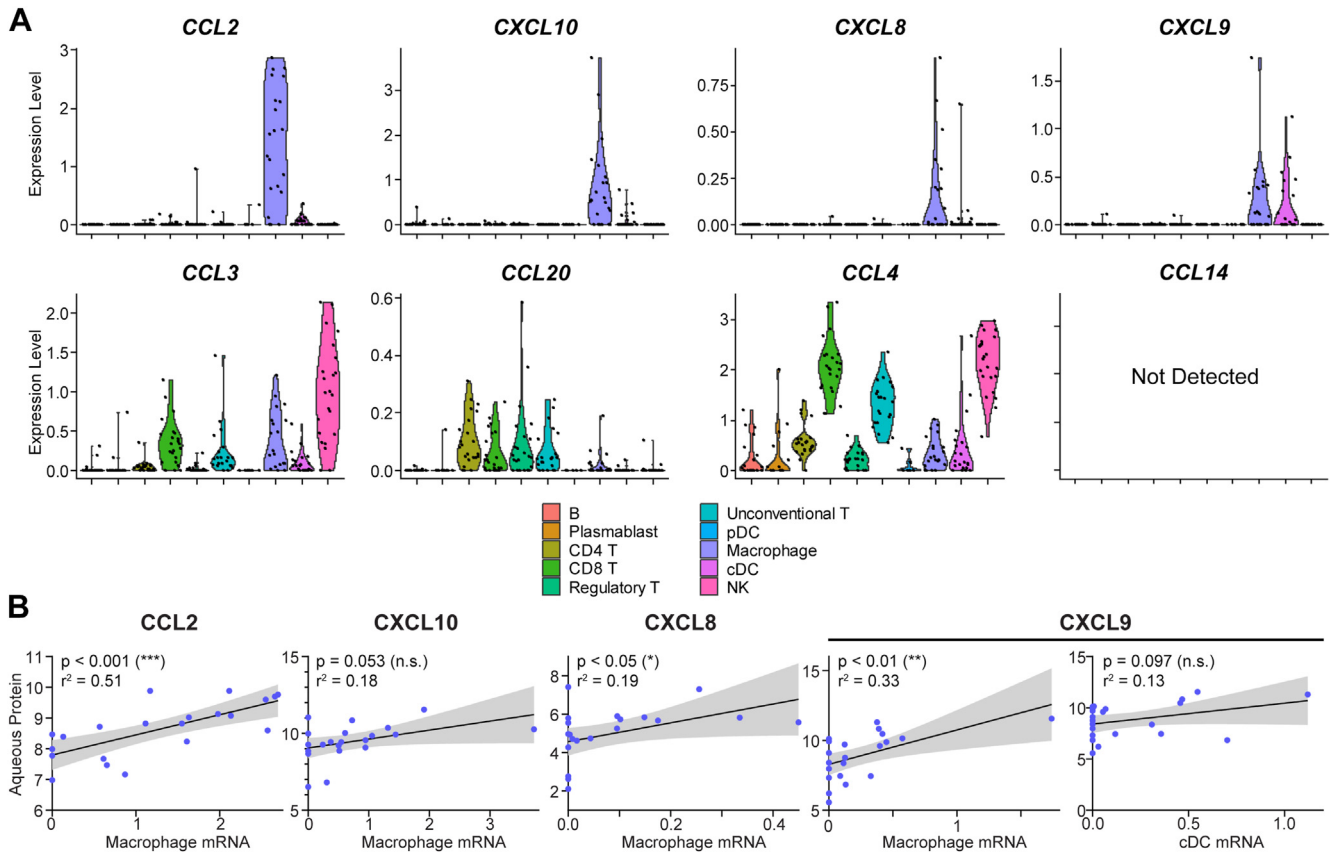 A
CCL2 CXCL10 CXCL8 CXCL9
Expression Level
3
2
1
0
3
2
1
0
0.75
0.50
0.25
0.00
1.5
1.0
0.5
0.0
CCL3 CCL20 CCL4 CCL14
Expression Level
2.0
1.5
1.0
0.5
0.0
0.6
0.4
0.2
0.0
3
2
1
0
Not Detected
B
Plasmablast
CD4 T
CD8 T
Regulatory T
Unconventional T
pDC
Macrophage
cDC
NK
B
CCL2 CXCL10 CXCL8 CXCL9
Aqueous Protein
p < 0.001 (***)
r² = 0.51
11
10
9
8
7
6
0 1 2
Macrophage mRNA
p = 0.053 (n.s.)
r² = 0.18
15
10
5
0 1 2 3
Macrophage mRNA
p < 0.05 (*)
r² = 0.19
8
6
4
2
0.0 0.2 0.4
Macrophage mRNA
p < 0.01 (**)
r² = 0.33
15
10
5
0 1
Macrophage mRNA
p = 0.097 (n.s.)
r² = 0.13
15
10
5
0 0.5 1.0
cDC mRNA